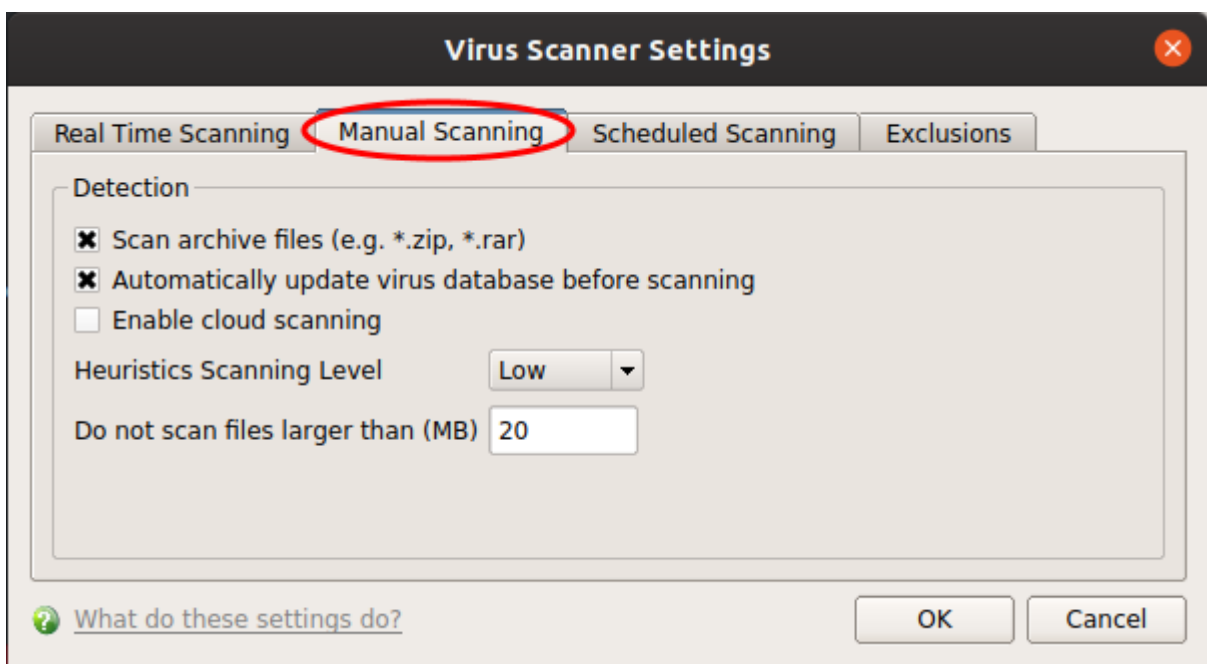 Virus Scanner Settings
Real Time Scanning Manual Scanning Scheduled Scanning Exclusions
Detection
Scan archive files (e.g. *.zip, *.rar)
Automatically update virus database before scanning
Enable cloud scanning
Heuristics Scanning Level Low
Do not scan files larger than (MB) 20
What do these settings do? OK Cancel